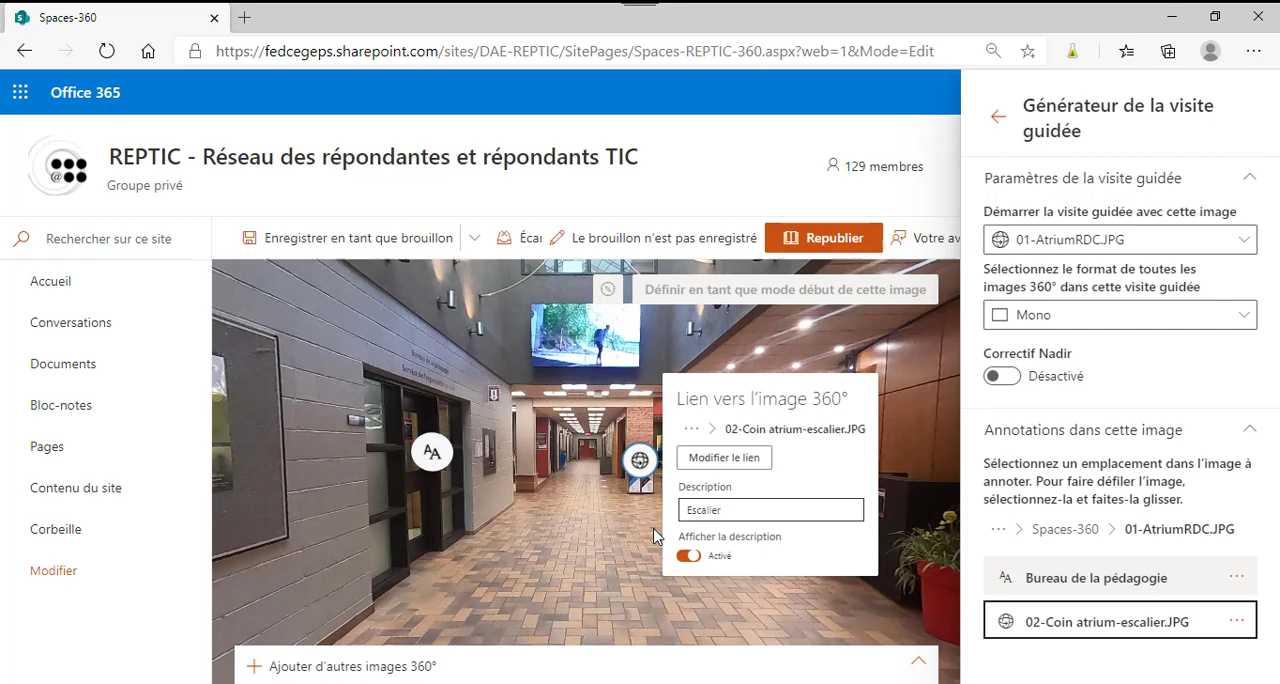 Spaces-360
https://fedcegeps.sharepoint.com/sites/DAE-REPTIC/SitePages/Spaces-REPTIC-360.aspx?web=1&Mode=Edit
Office 365
REPTIC - Réseau des répondantes et répondants TIC
Groupe privé
129 membres
Rechercher sur ce site
Enregistrer en tant que brouillon
Écar
Le brouillon n'est pas enregistré
Republier
Votre av
Accueil
Conversations
Documents
Bloc-notes
Pages
Contenu du site
Corbeille
Modifier
Définir en tant que mode début de cette image
Lien vers l'image 360°
··· > 02-Coin atrium-escalier.JPG
Modifier le lien
Description
Escalier
Afficher la description
Activé
Ajouter d'autres images 360°
Générateur de la visite
guidée
Paramètres de la visite guidée
Démarrer la visite guidée avec cette image
01-AtriumRDC.JPG
Sélectionnez le format de toutes les
images 360° dans cette visite guidée
Mono
Correctif Nadir
Désactivé
Annotations dans cette image
Sélectionnez un emplacement dans l'image à
annoter. Pour faire défiler l'image,
sélectionnez-la et faites-la glisser.
··· > Spaces-360 > 01-AtriumRDC.JPG
Bureau de la pédagogie
02-Coin atrium-escalier.JPG